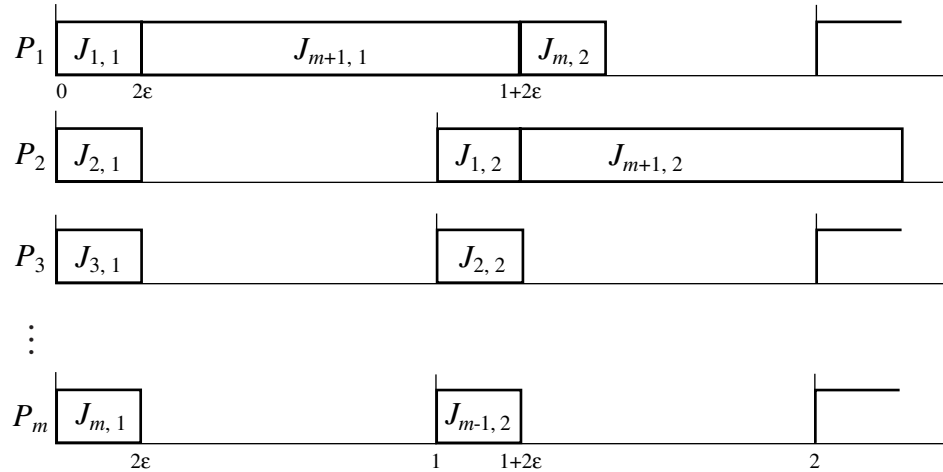 P₁ J₁, ₁ Jₘ₊₁, ₁ Jₘ, ₂
0 2ε 1+2ε
P₂ J₂, ₁ J₁, ₂ Jₘ₊₁, ₂
P₃ J₃, ₁ J₂, ₂
⋮
Pₘ Jₘ, ₁ Jₘ₋₁, ₂
2ε 1 1+2ε 2